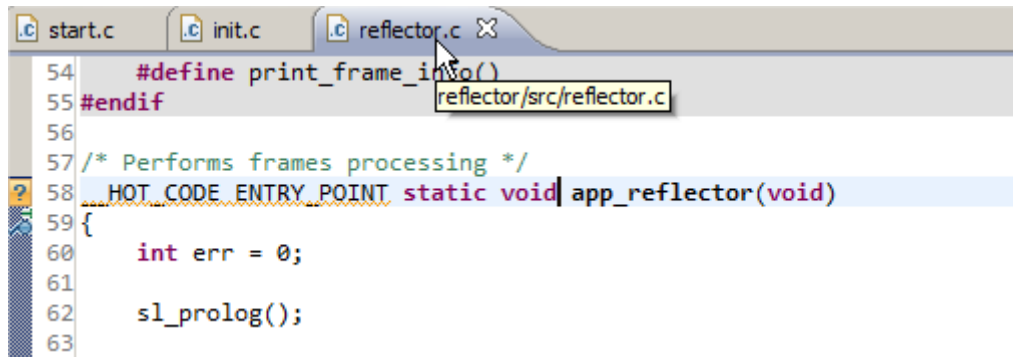 start.c init.c reflector.c
54 #define print_frame_info()
reflector/src/reflector.c
55 #endif
56
57 /* Performs frames processing */
58 __HOT_CODE_ENTRY_POINT static void app_reflector(void)
59 {
60 int err = 0;
61
62 sl_prolog();
63